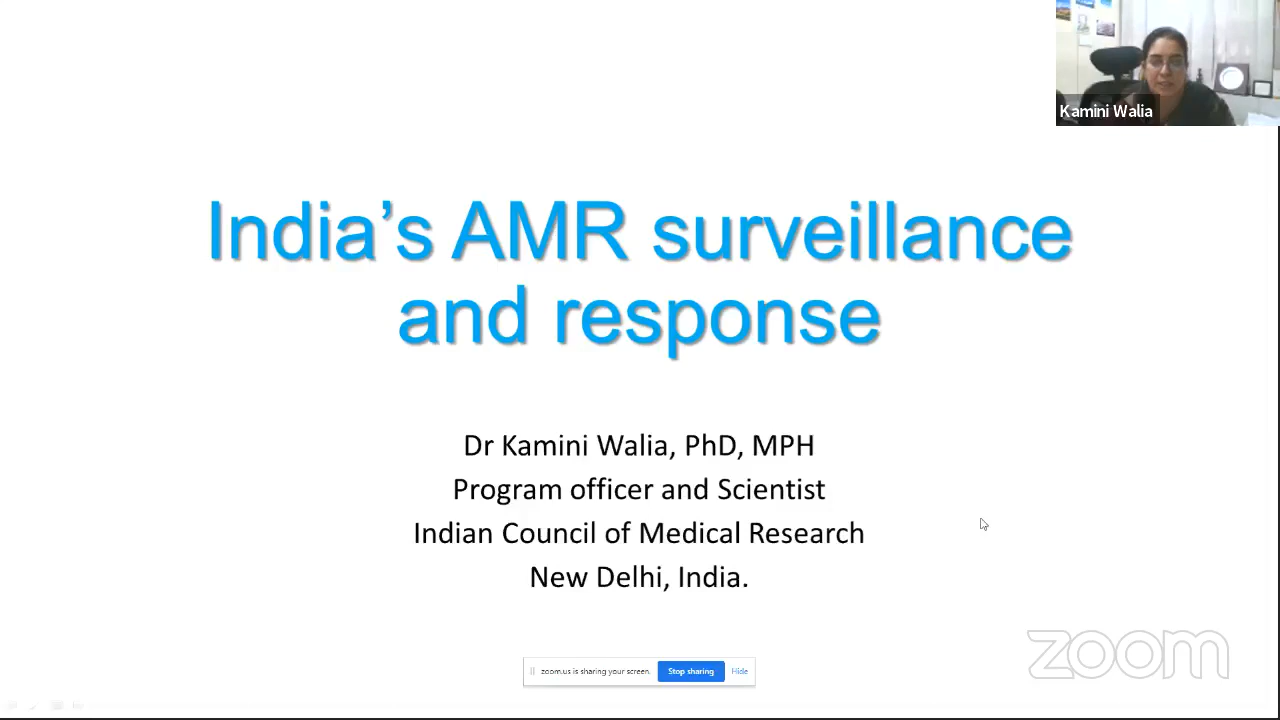 Kamini Walia
India’s AMR surveillance
and response
Dr Kamini Walia, PhD, MPH
Program officer and Scientist
Indian Council of Medical Research
New Delhi, India.
zoom
zoom.us is sharing your screen.
Stop sharing
Hide